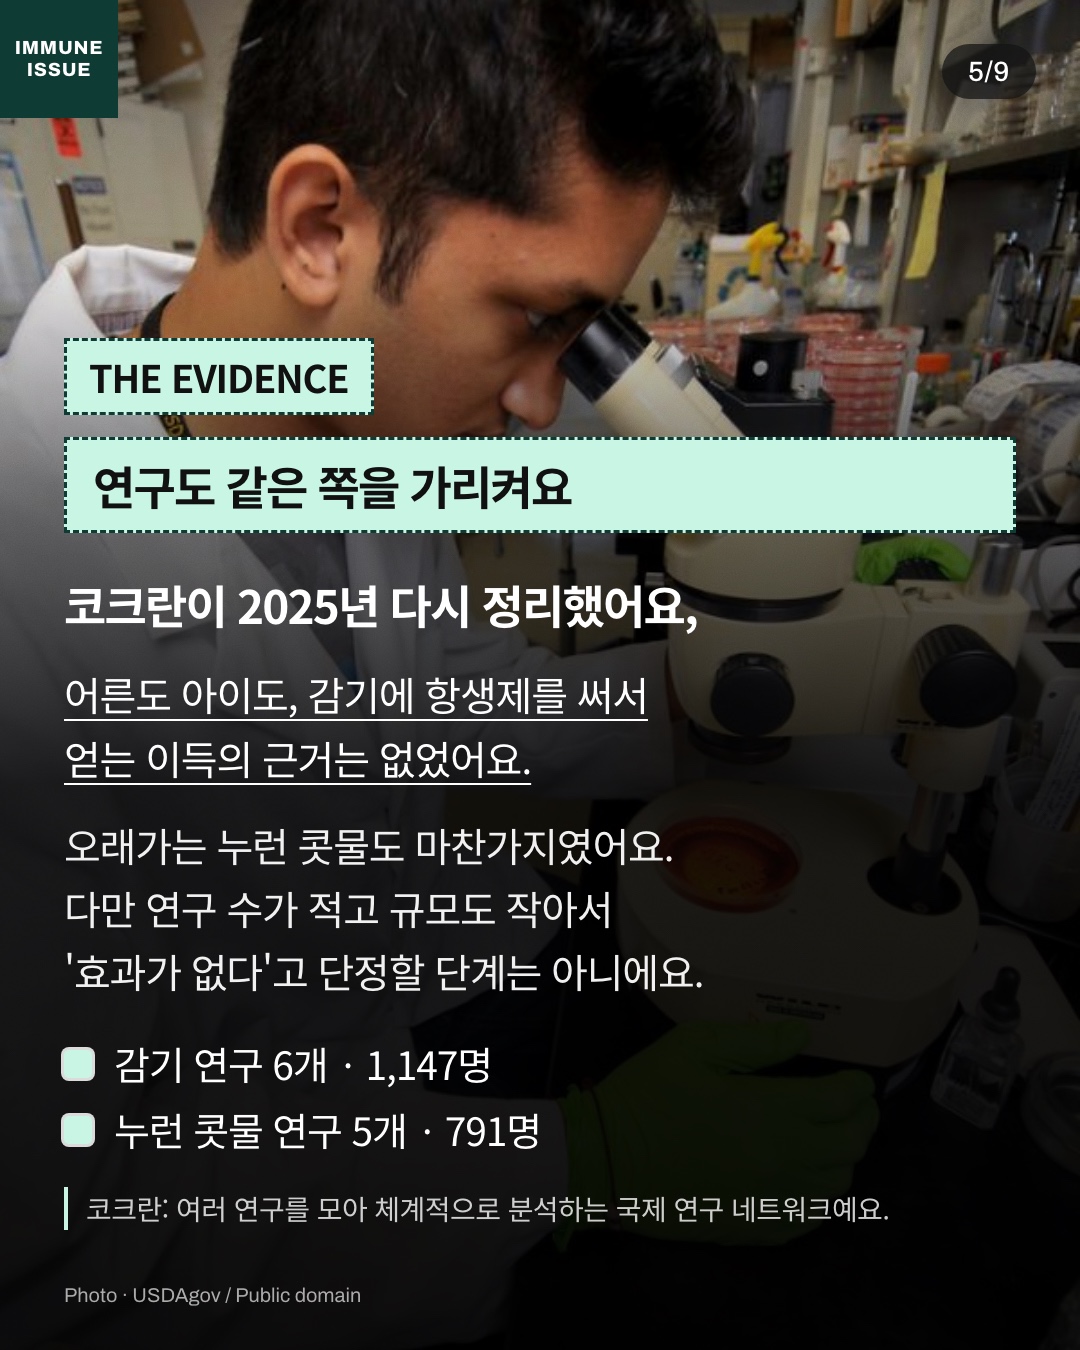 IMMUNE
ISSUE
5/9
THE EVIDENCE
연구도 같은 쪽을 가리켜요
코크란이 2025년 다시 정리했어요,
어른도 아이도, 감기에 항생제를 써서
얻는 이득의 근거는 없었어요.
오래가는 누런 콧물도 마찬가지였어요.
다만 연구 수가 적고 규모도 작아서
'효과가 없다'고 단정할 단계는 아니에요.
감기 연구 6개 · 1,147명
누런 콧물 연구 5개 · 791명
코크란: 여러 연구를 모아 체계적으로 분석하는 국제 연구 네트워크예요.
Photo · USDAgov / Public domain